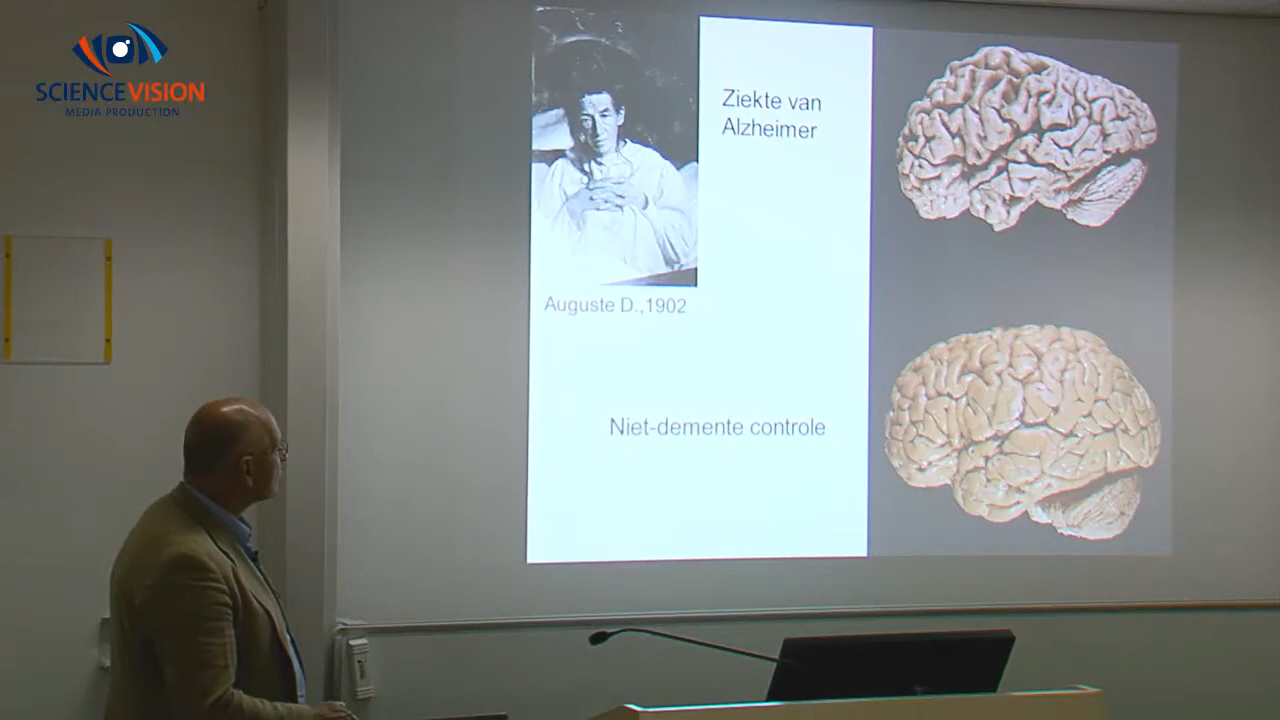 SCIENCEVISION
MEDIA PRODUCTION
Ziekte van
Alzheimer
Auguste D.,1902
Niet-demente controle